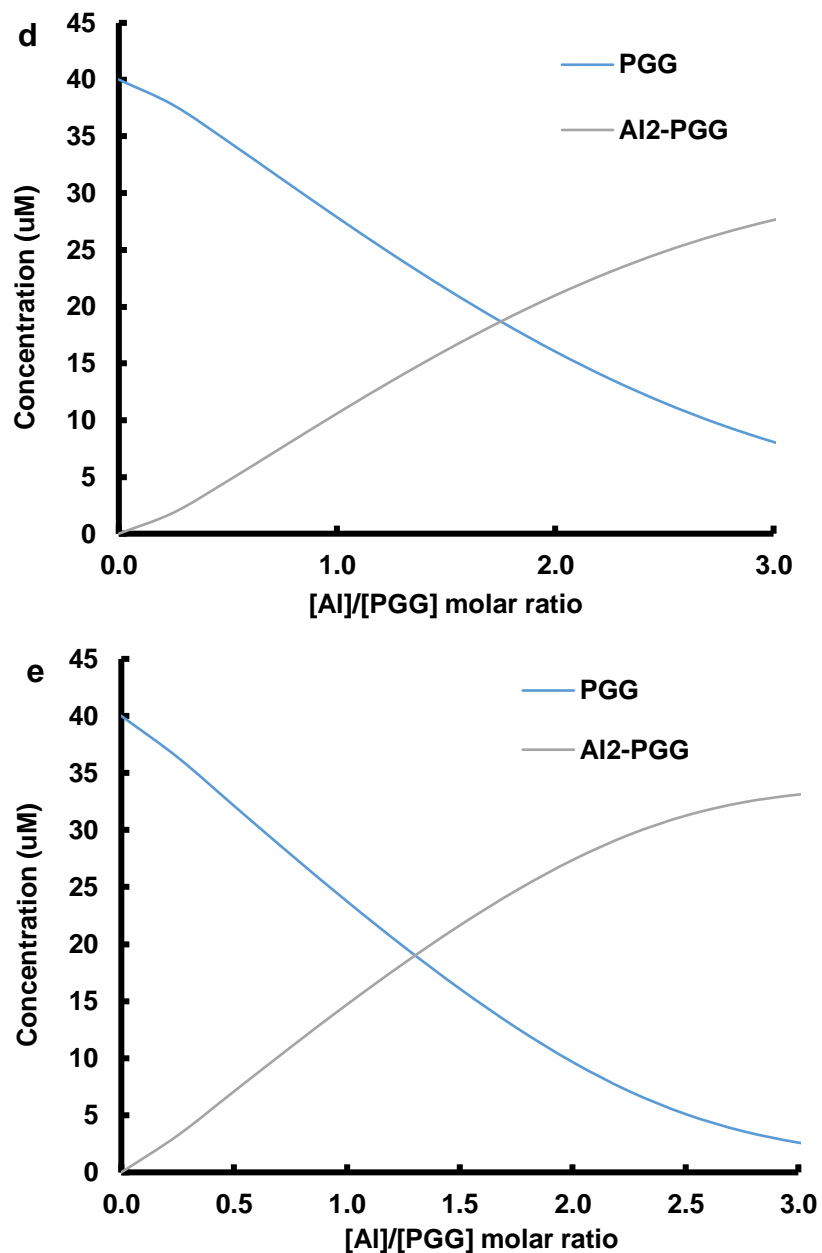 d
45
40
35
30
25
20
15
10
5
0
Concentration (uM)
PGG
Al2-PGG
0.0 1.0 2.0 3.0
[Al]/[PGG] molar ratio
e
45
40
35
30
25
20
15
10
5
0
Concentration (uM)
PGG
Al2-PGG
0.0 0.5 1.0 1.5 2.0 2.5 3.0
[Al]/[PGG] molar ratio